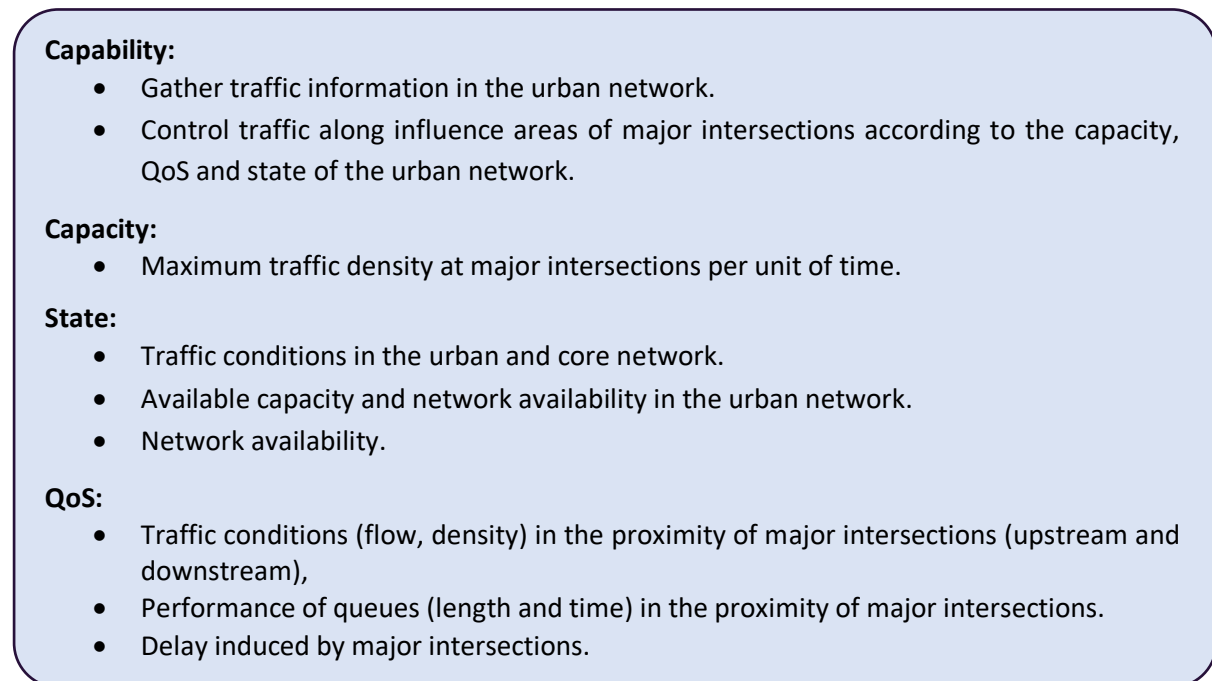 Capability:
• Gather traffic information in the urban network.
• Control traffic along influence areas of major intersections according to the capacity,
QoS and state of the urban network.
Capacity:
• Maximum traffic density at major intersections per unit of time.
State:
• Traffic conditions in the urban and core network.
• Available capacity and network availability in the urban network.
• Network availability.
QoS:
• Traffic conditions (flow, density) in the proximity of major intersections (upstream and
downstream),
• Performance of queues (length and time) in the proximity of major intersections.
• Delay induced by major intersections.